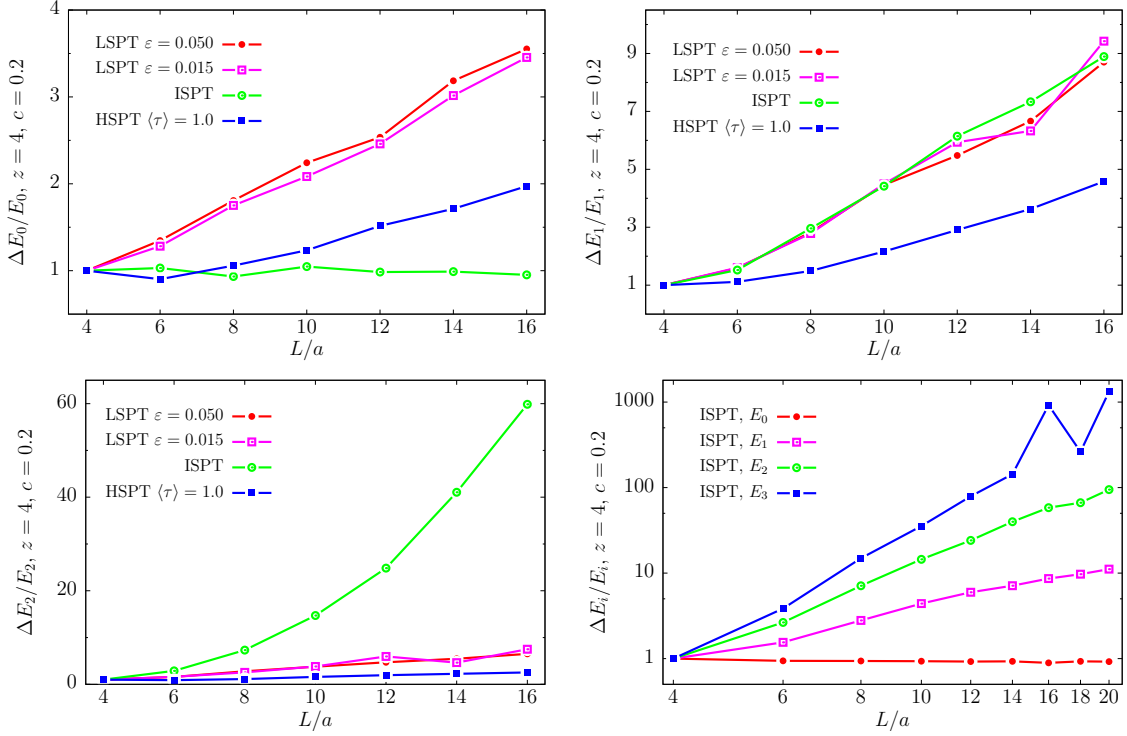 ΔE₀/E₀, z = 4, c = 0.2
4
3
2
1
LSPT ε = 0.050
LSPT ε = 0.015
ISPT
HSPT ⟨τ⟩ = 1.0
4 6 8 10 12 14 16
L/a
ΔE₁/E₁, z = 4, c = 0.2
9
7
5
3
1
LSPT ε = 0.050
LSPT ε = 0.015
ISPT
HSPT ⟨τ⟩ = 1.0
4 6 8 10 12 14 16
L/a
ΔE₂/E₂, z = 4, c = 0.2
60
40
20
0
LSPT ε = 0.050
LSPT ε = 0.015
ISPT
HSPT ⟨τ⟩ = 1.0
4 6 8 10 12 14 16
L/a
ΔEᵢ/Eᵢ, z = 4, c = 0.2
1000
100
10
1
ISPT, E₀
ISPT, E₁
ISPT, E₂
ISPT, E₃
4 6 8 10 12 14 16 18 20
L/a